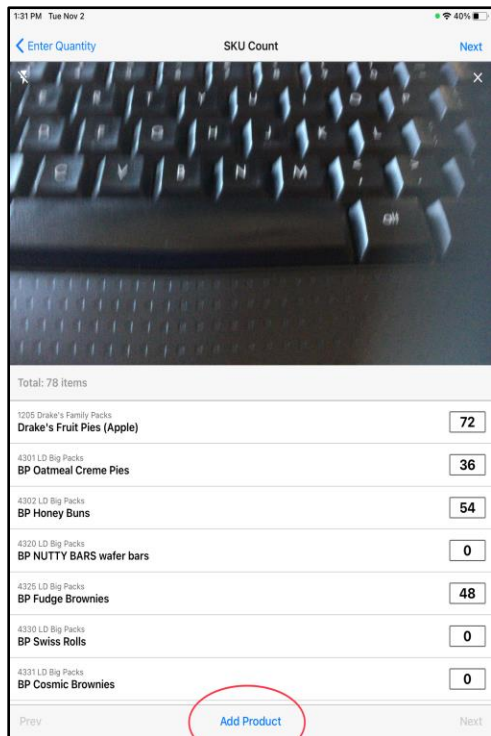 1:31 PM Tue Nov 2
40%
Enter Quantity SKU Count Next
H J K L
V B N M
alt
Total: 78 items
1205 Drake's Family Packs
Drake's Fruit Pies (Apple) 72
4301 LD Big Packs
BP Oatmeal Creme Pies 36
4302 LD Big Packs
BP Honey Buns 54
4320 LD Big Packs
BP NUTTY BARS wafer bars 0
4325 LD Big Packs
BP Fudge Brownies 48
4330 LD Big Packs
BP Swiss Rolls 0
4331 LD Big Packs
BP Cosmic Brownies 0
Prev Add Product Next